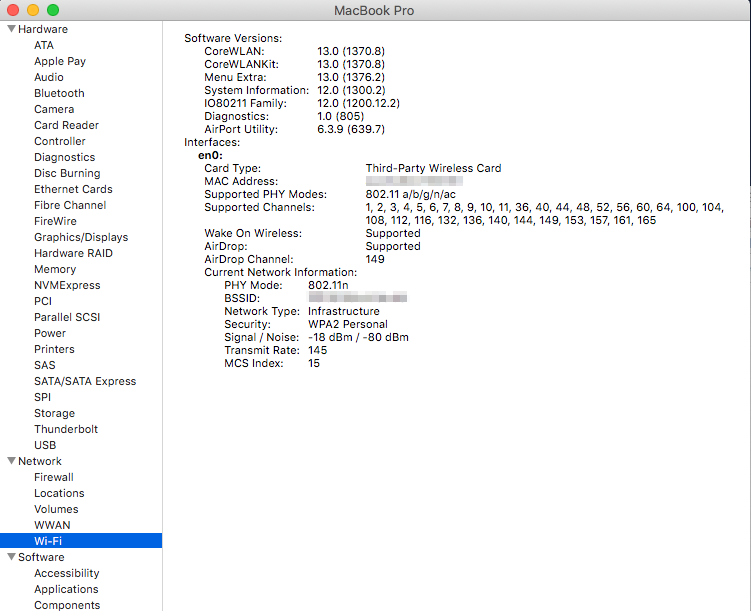 MacBook Pro
Hardware
ATA
Apple Pay
Audio
Bluetooth
Camera
Card Reader
Controller
Diagnostics
Disc Burning
Ethernet Cards
Fibre Channel
FireWire
Graphics/Displays
Hardware RAID
Memory
NVMExpress
PCI
Parallel SCSI
Power
Printers
SAS
SATA/SATA Express
SPI
Storage
Thunderbolt
USB
Network
Firewall
Locations
Volumes
WWAN
Wi-Fi
Software
Accessibility
Applications
Components
Software Versions:
CoreWLAN: 13.0 (1370.8)
CoreWLANKit: 13.0 (1370.8)
Menu Extra: 13.0 (1376.2)
System Information: 12.0 (1300.2)
IO80211 Family: 12.0 (1200.12.2)
Diagnostics: 1.0 (805)
AirPort Utility: 6.3.9 (639.7)
Interfaces:
en0:
Card Type: Third-Party Wireless Card
MAC Address:
Supported PHY Modes: 802.11 a/b/g/n/ac
Supported Channels: 1, 2, 3, 4, 5, 6, 7, 8, 9, 10, 11, 36, 40, 44, 48, 52, 56, 60, 64, 100, 104,
108, 112, 116, 132, 136, 140, 144, 149, 153, 157, 161, 165
Wake On Wireless: Supported
AirDrop: Supported
AirDrop Channel: 149
Current Network Information:
PHY Mode: 802.11n
BSSID:
Network Type: Infrastructure
Security: WPA2 Personal
Signal / Noise: -18 dBm / -80 dBm
Transmit Rate: 145
MCS Index: 15